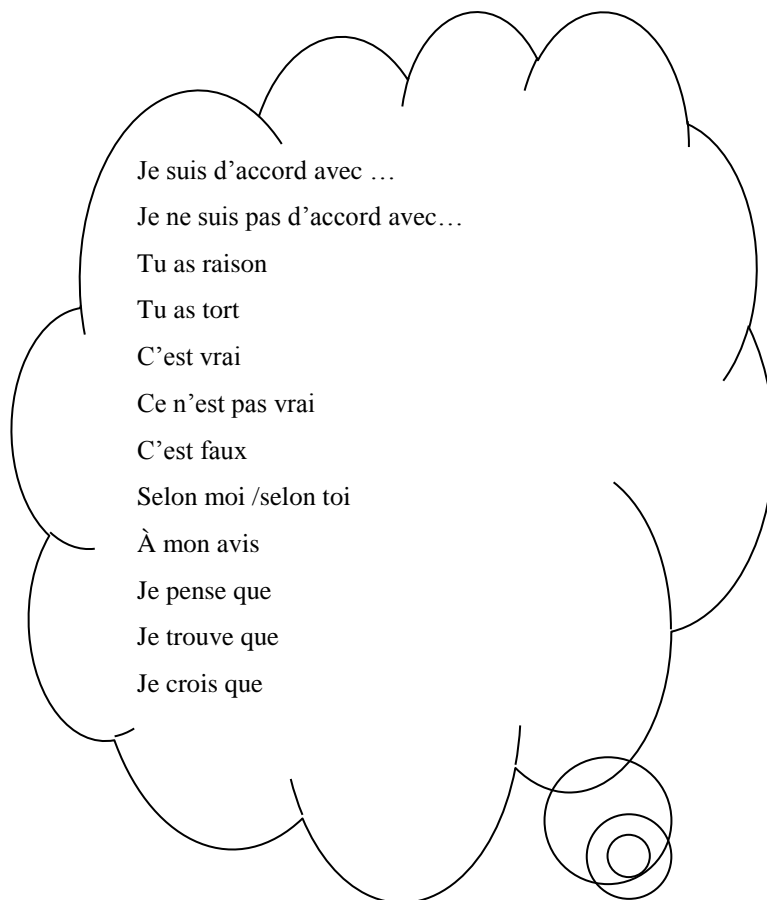 Je suis d’accord avec …
Je ne suis pas d’accord avec…
Tu as raison
Tu as tort
C’est vrai
Ce n’est pas vrai
C’est faux
Selon moi /selon toi
À mon avis
Je pense que
Je trouve que
Je crois que